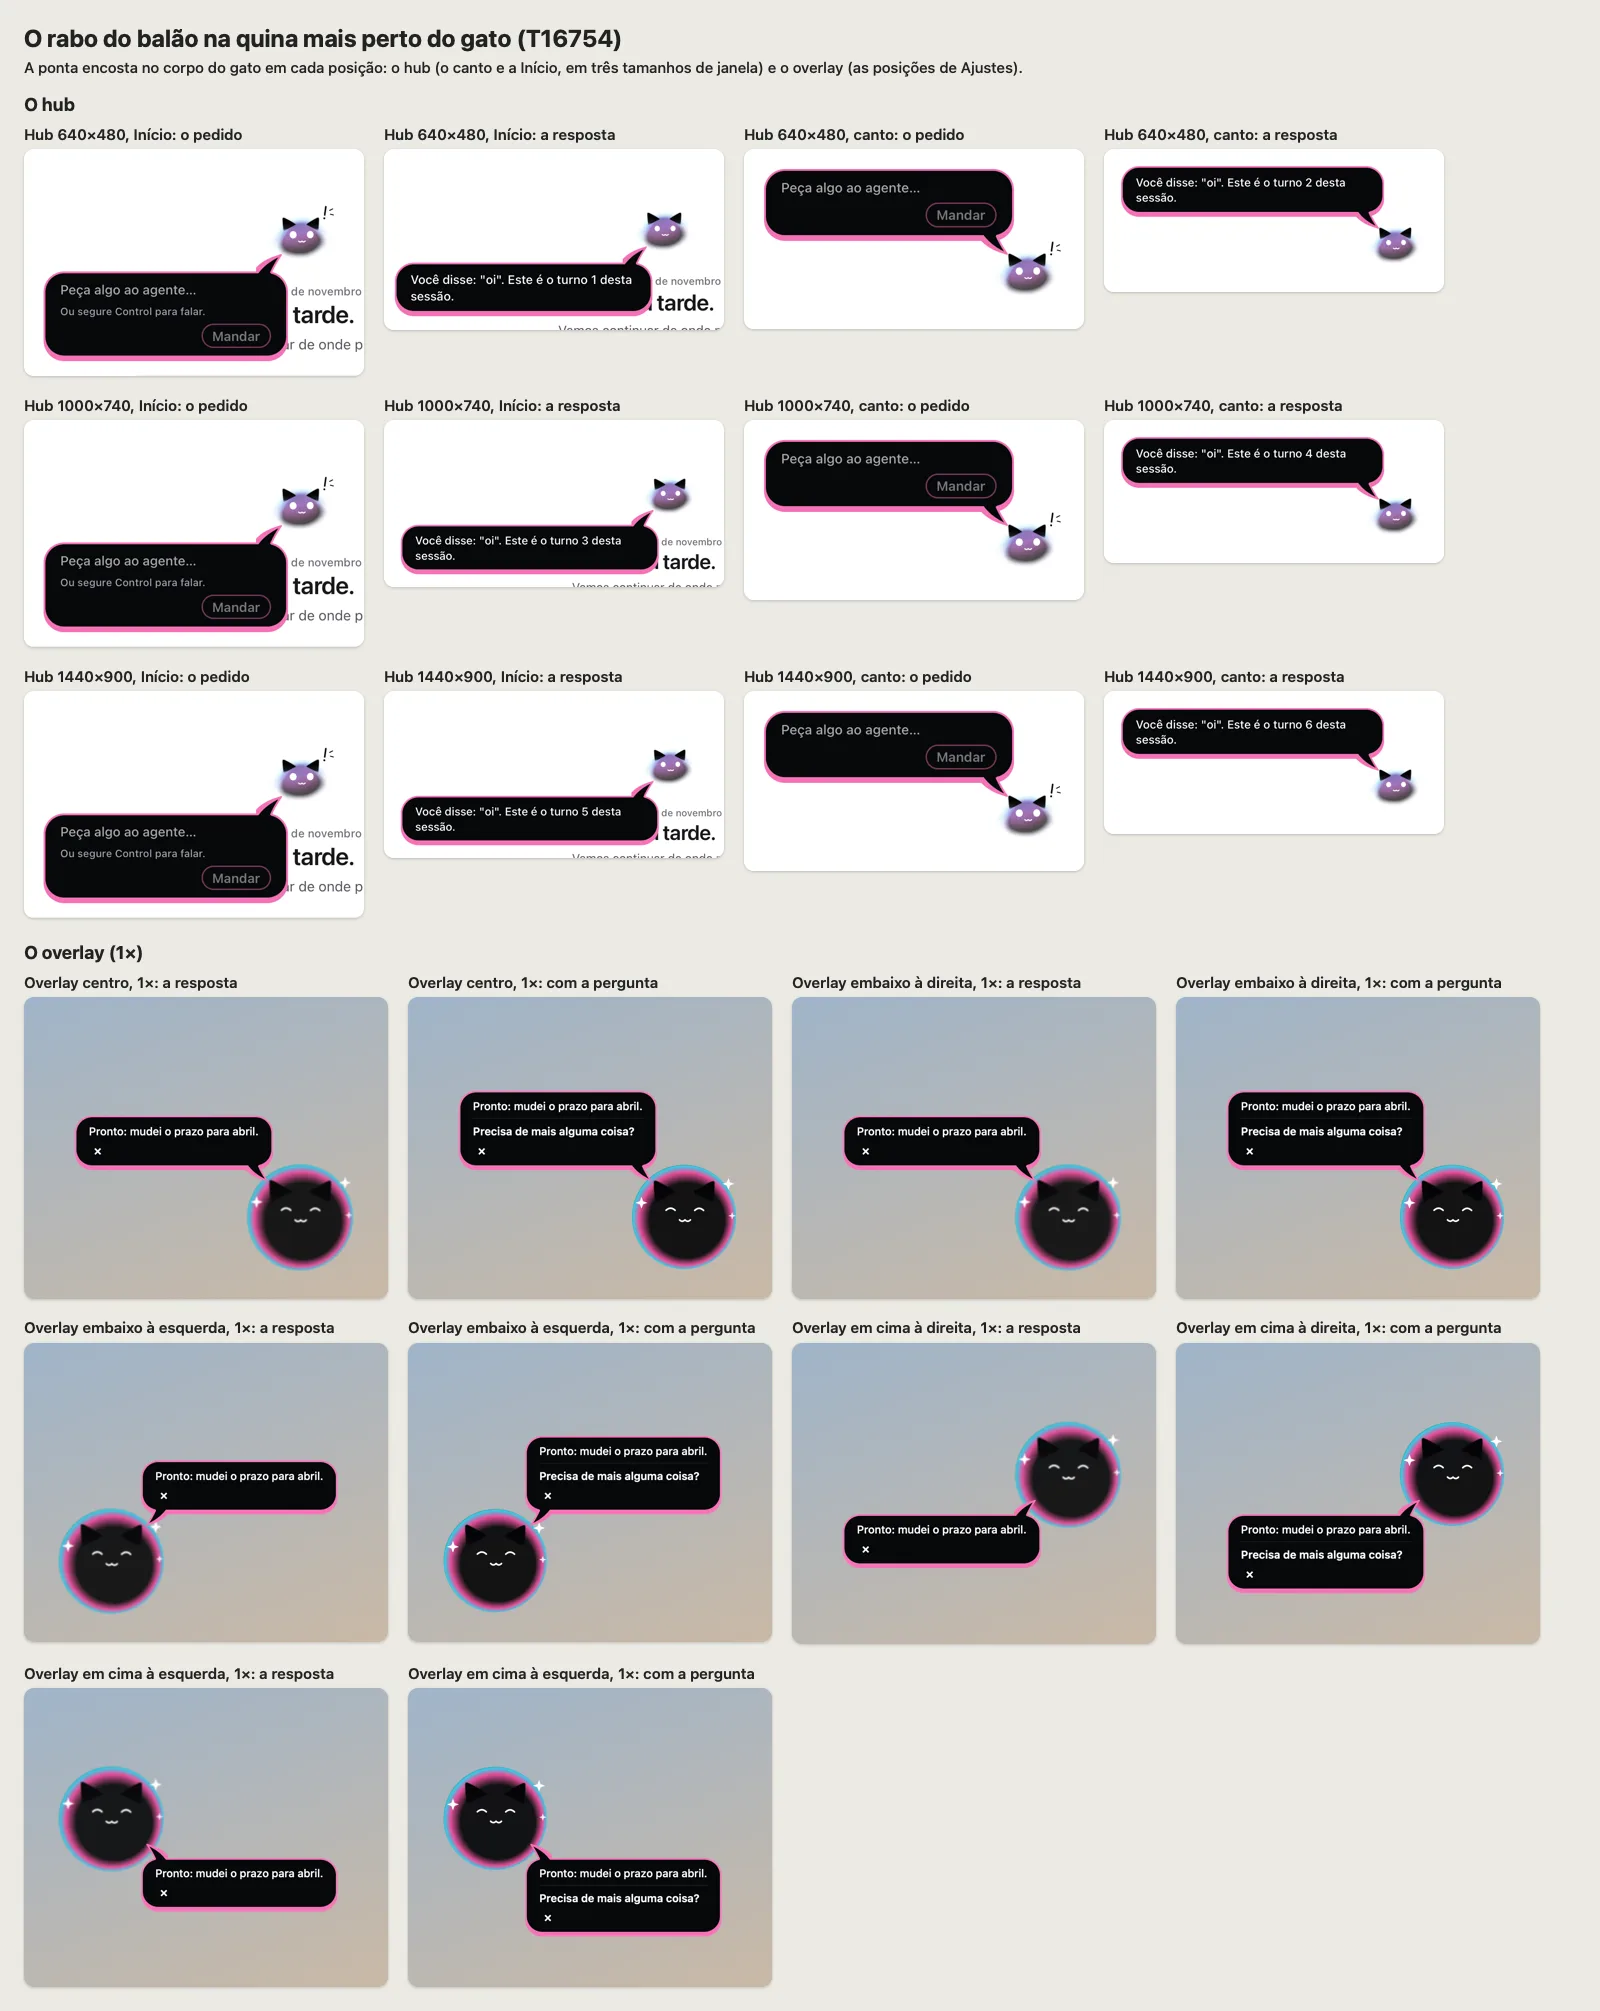 O rabo do balão na quina mais perto do gato (T16754)
A ponta encosta no corpo do gato em cada posição: o hub (o canto e a Início, em três tamanhos de janela) e o overlay (as posições de Ajustes).
O hub
Hub 640×480, Início: o pedido
Peça algo ao agente...
Ou segure Control para falar.
Mandar
de novembro
tarde.
ar de onde p
Hub 640×480, Início: a resposta
Você disse: "oi". Este é o turno 1 desta
sessão.
de novembro
tarde.
Vamos continuar de onde
Hub 640×480, canto: o pedido
Peça algo ao agente...
Mandar
Hub 640×480, canto: a resposta
Você disse: "oi". Este é o turno 2 desta
sessão.
Hub 1000×740, Início: o pedido
Peça algo ao agente...
Ou segure Control para falar.
Mandar
de novembro
tarde.
ar de onde p
Hub 1000×740, Início: a resposta
Você disse: "oi". Este é o turno 3 desta
sessão.
de novembro
tarde.
Vamos continuar de onde
Hub 1000×740, canto: o pedido
Peça algo ao agente...
Mandar
Hub 1000×740, canto: a resposta
Você disse: "oi". Este é o turno 4 desta
sessão.
Hub 1440×900, Início: o pedido
Peça algo ao agente...
Ou segure Control para falar.
Mandar
de novembro
tarde.
ar de onde p
Hub 1440×900, Início: a resposta
Você disse: "oi". Este é o turno 5 desta
sessão.
de novembro
tarde.
Vamos continuar de onde
Hub 1440×900, canto: o pedido
Peça algo ao agente...
Mandar
Hub 1440×900, canto: a resposta
Você disse: "oi". Este é o turno 6 desta
sessão.
O overlay (1×)
Overlay centro, 1×: a resposta
Pronto: mudei o prazo para abril.
×
Overlay centro, 1×: com a pergunta
Pronto: mudei o prazo para abril.
Precisa de mais alguma coisa?
×
Overlay embaixo à direita, 1×: a resposta
Pronto: mudei o prazo para abril.
×
Overlay embaixo à direita, 1×: com a pergunta
Pronto: mudei o prazo para abril.
Precisa de mais alguma coisa?
×
Overlay embaixo à esquerda, 1×: a resposta
Pronto: mudei o prazo para abril.
×
Overlay embaixo à esquerda, 1×: com a pergunta
Pronto: mudei o prazo para abril.
Precisa de mais alguma coisa?
×
Overlay em cima à direita, 1×: a resposta
Pronto: mudei o prazo para abril.
×
Overlay em cima à direita, 1×: com a pergunta
Pronto: mudei o prazo para abril.
Precisa de mais alguma coisa?
×
Overlay em cima à esquerda, 1×: a resposta
Pronto: mudei o prazo para abril.
×
Overlay em cima à esquerda, 1×: com a pergunta
Pronto: mudei o prazo para abril.
Precisa de mais alguma coisa?
×